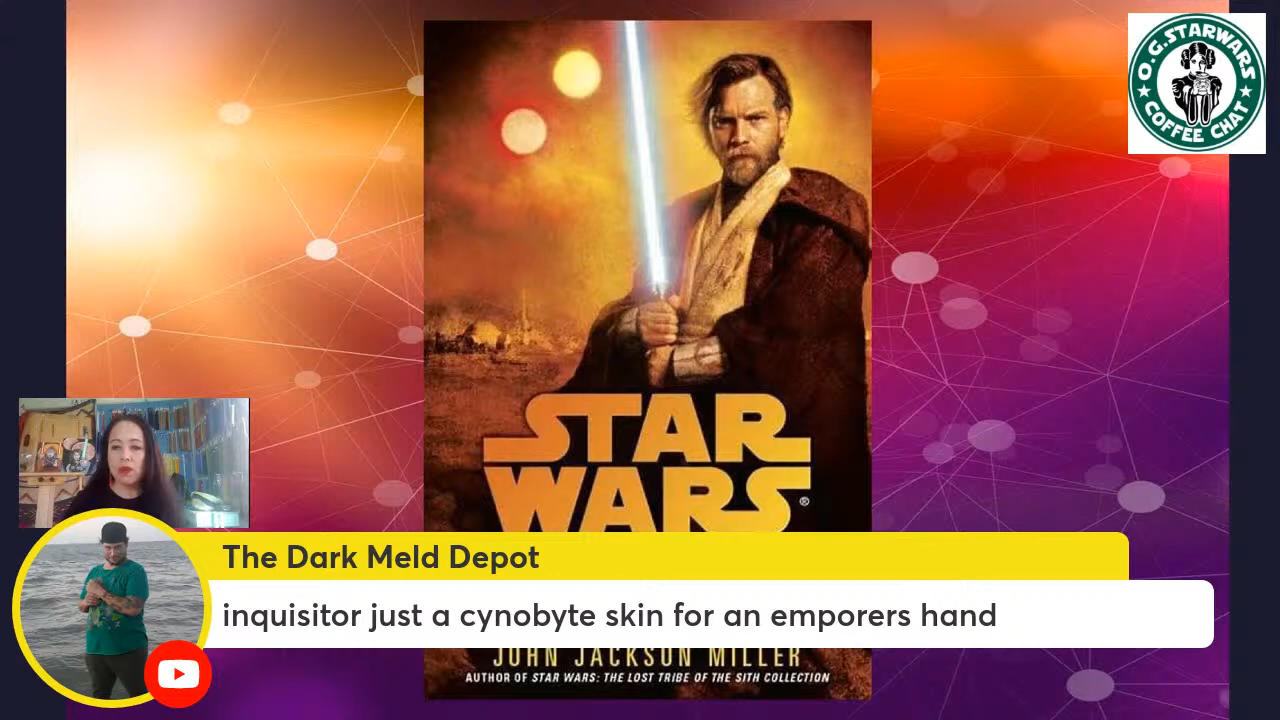 O.G.STARWARS
COFFEE CHAT
STAR
WARS®
The Dark Meld Depot
inquisitor just a cynobyte skin for an emporers hand
JOHN JACKSON MILLER
AUTHOR OF STAR WARS: THE LOST TRIBE OF THE SITH COLLECTION